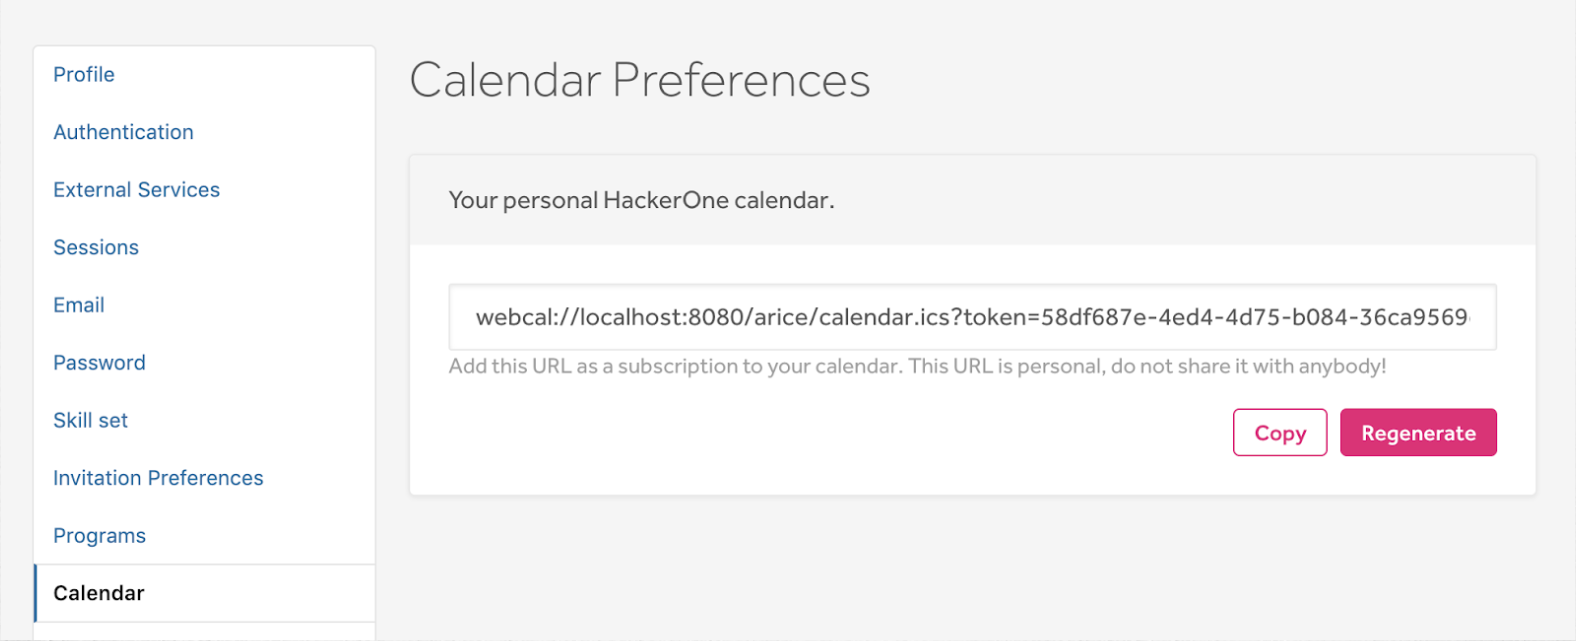 Profile
Authentication
External Services
Sessions
Email
Password
Skill set
Invitation Preferences
Programs
Calendar
Calendar Preferences
Your personal HackerOne calendar.
webcal://localhost:8080/arice/calendar.ics?token=58df687e-4ed4-4d75-b084-36ca9569
Add this URL as a subscription to your calendar. This URL is personal, do not share it with anybody!
Copy
Regenerate